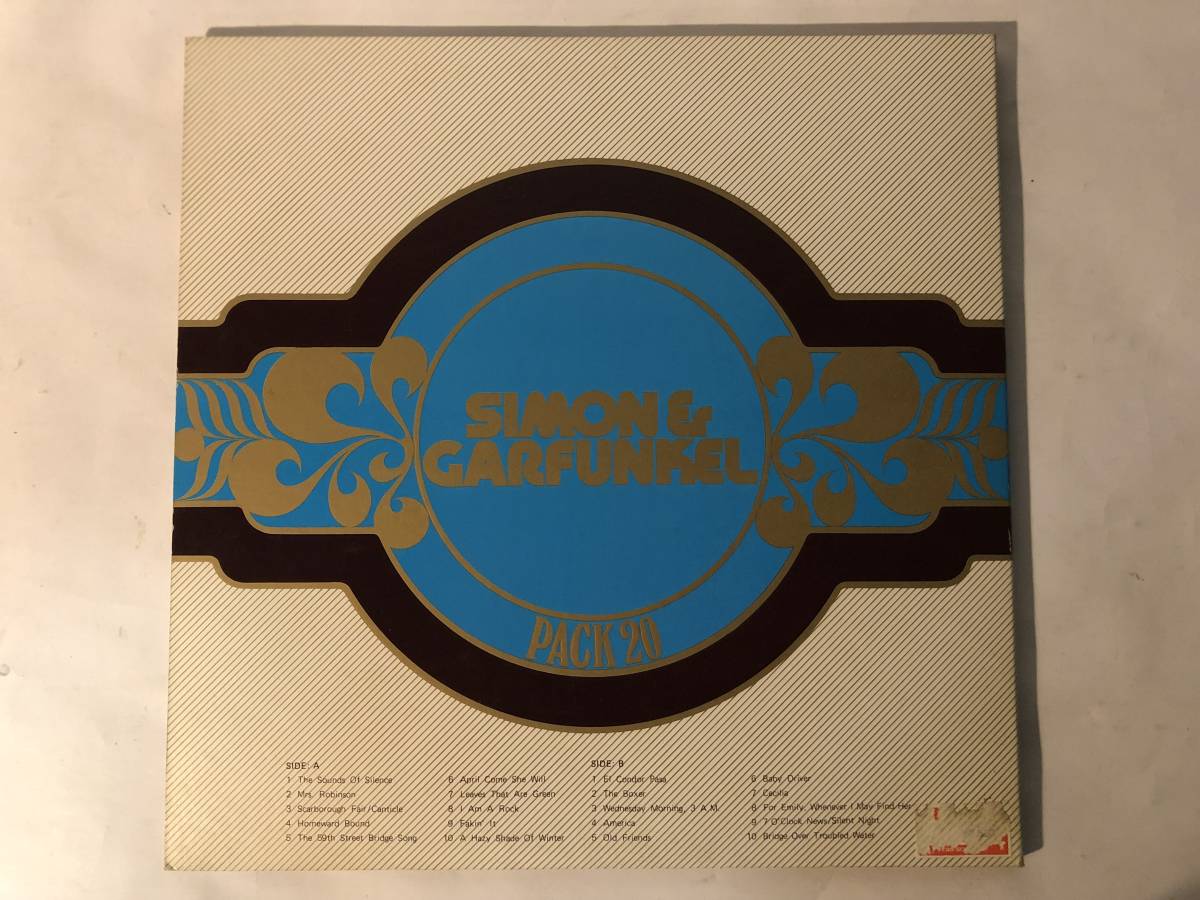 SIMON &
GARFUNKEL
PACK 20
SIDE: A
1 The Sounds Of Silence
2 Mrs. Robinson
3 Scarborough Fair/Canticle
4 Homeward Bound
5 The 59th Street Bridge Song
6 April Come She Will
7 Leaves That Are Green
8 I Am A Rock
9 Fakin' It
10 A Hazy Shade Of Winter
SIDE: B
1 El Condor Pasa
2 The Boxer
3 Wednesday Morning, 3 A.M.
4 America
5 Old Friends
6 Baby Driver
7 Cecilia
8 For Emily, Whenever I May Find Her
9 7 O'Clock News/Silent Night
10 Bridge Over Troubled Water